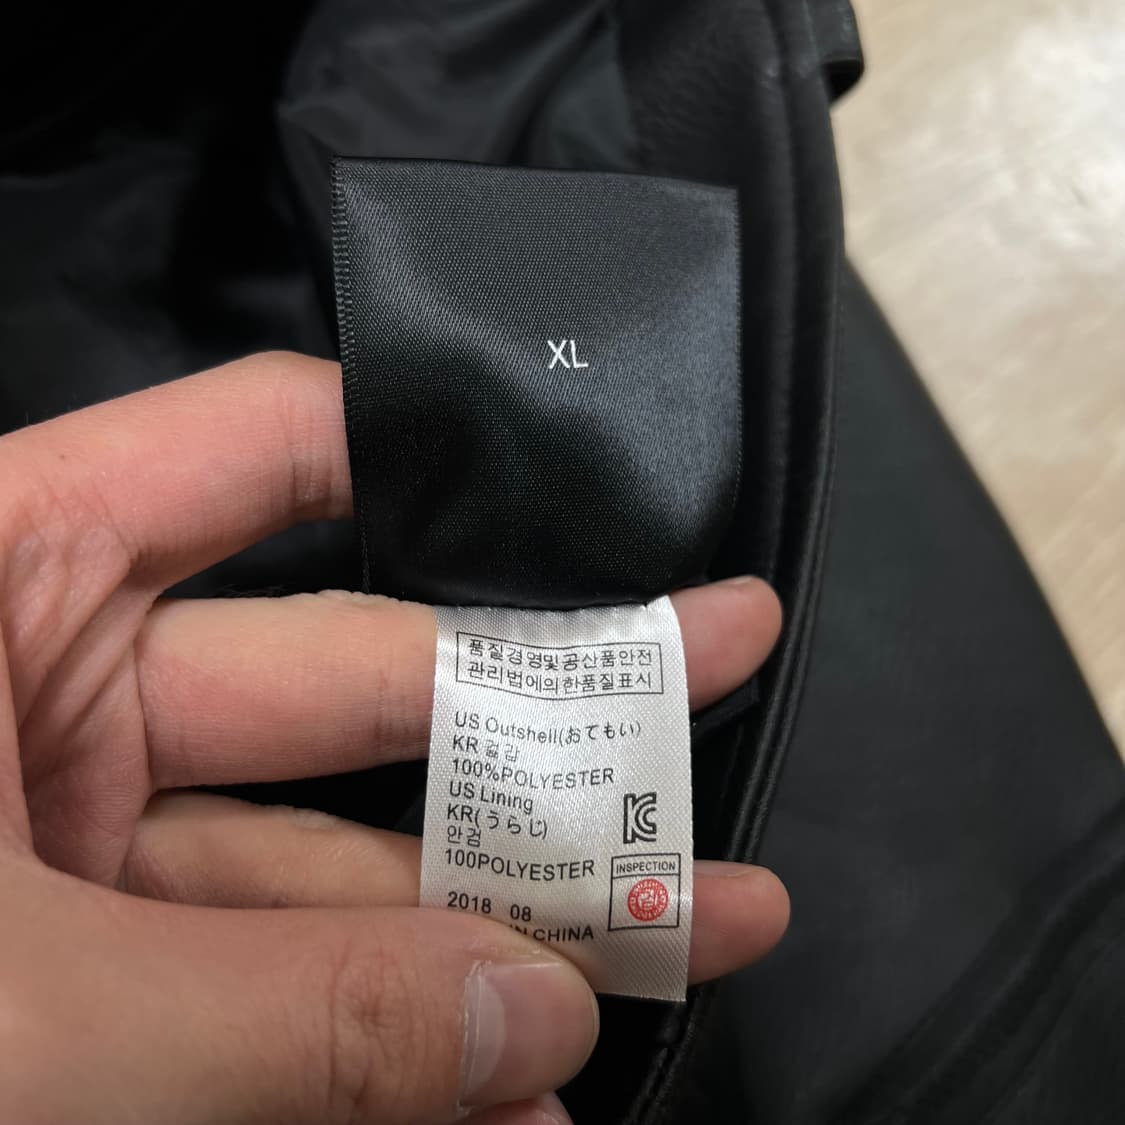 XL
품질경영및공산품안전
관리법에의한품질표시
US Outshell(おてもい)
KR 겉감
100%POLYESTER
US Lining
KR(うらじ)
안검
100POLYESTER
KC
INSPECTION
검
2018 08
IN CHINA